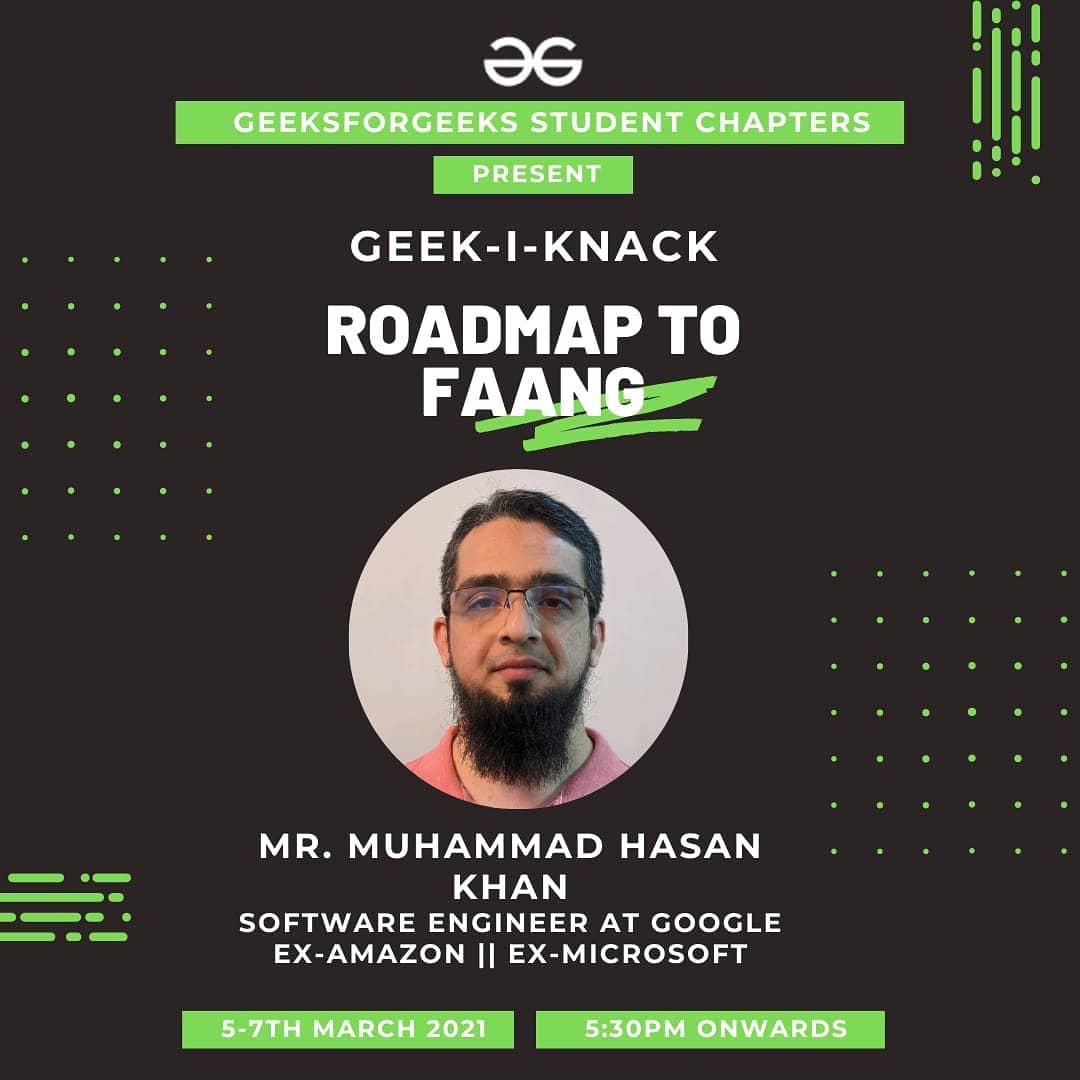 GEEKSFORGEEKS STUDENT CHAPTERS
PRESENT
GEEK-I-KNACK
ROADMAP TO
FAANG
MR. MUHAMMAD HASAN
KHAN
SOFTWARE ENGINEER AT GOOGLE
EX-AMAZON || EX-MICROSOFT
5-7TH MARCH 2021
5:30PM ONWARDS